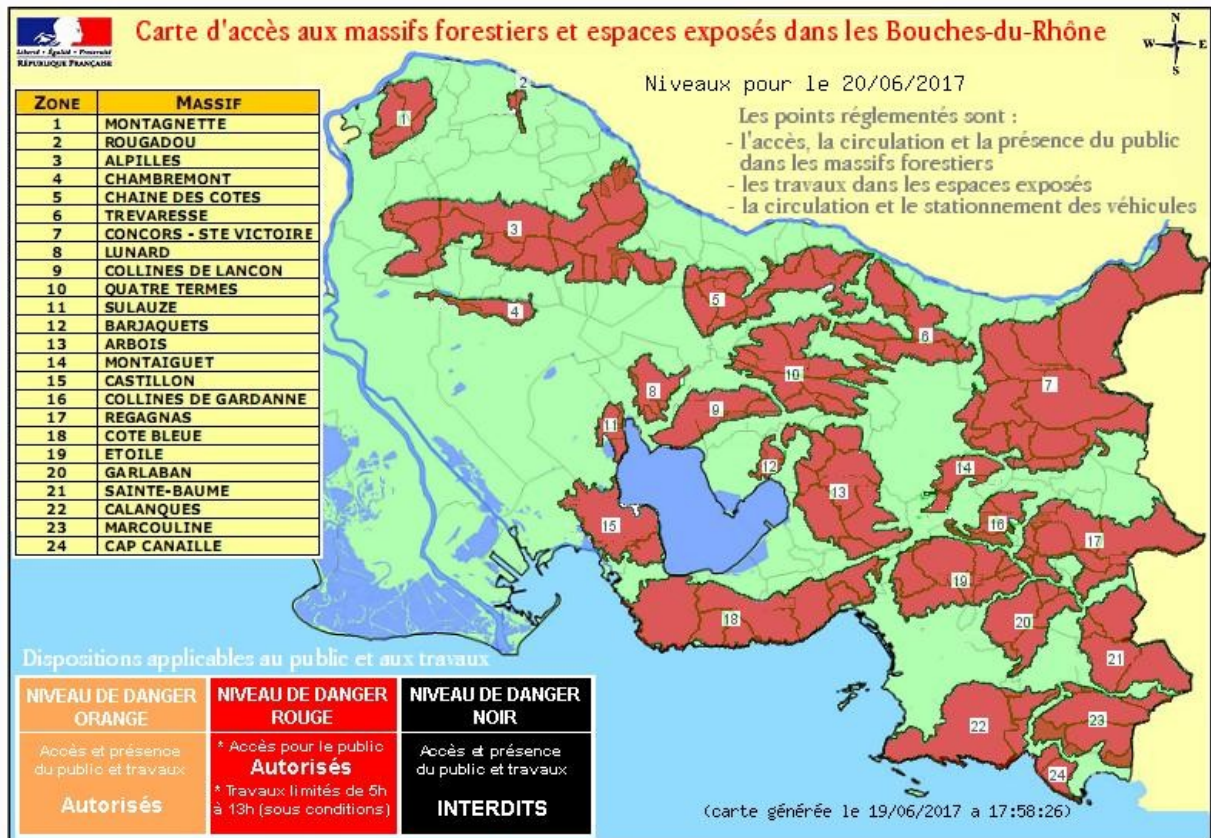 Carte d'accès aux massifs forestiers et espaces exposés dans les Bouches-du-Rhône
Liberté • Égalité • Fraternité
RÉPUBLIQUE FRANÇAISE
N
W E
S
Niveaux pour le 20/06/2017
Les points réglementés sont :
- l'accès, la circulation et la présence du public
dans les massifs forestiers
- les travaux dans les espaces exposés
- la circulation et le stationnement des véhicules
ZONE MASSIF
1 MONTAGNETTE
2 ROUGADOU
3 ALPILLES
4 CHAMBREMONT
5 CHAINE DES COTES
6 TREVARESSE
7 CONCORS - STE VICTOIRE
8 LUNARD
9 COLLINES DE LANCON
10 QUATRE TERMES
11 SULAUZE
12 BARJAQUETS
13 ARBOIS
14 MONTAIGUET
15 CASTILLON
16 COLLINES DE GARDANNE
17 REGAGNAS
18 COTE BLEUE
19 ETOILE
20 GARLABAN
21 SAINTE-BAUME
22 CALANQUES
23 MARCOULINE
24 CAP CANAILLE
2
1
3
4
5
6
7
8
9
10
11
12
13
14
15
16
17
18
19
20
21
22
23
24
Dispositions applicables au public et aux travaux
NIVEAU DE DANGER
ORANGE
Accès et présence
du public et travaux
Autorisés
NIVEAU DE DANGER
ROUGE
* Accès pour le public
Autorisés
* Travaux limités de 5h
à 13h (sous conditions)
NIVEAU DE DANGER
NOIR
Accès et présence
du public et travaux
INTERDITS
(carte générée le 19/06/2017 a 17:58:26)